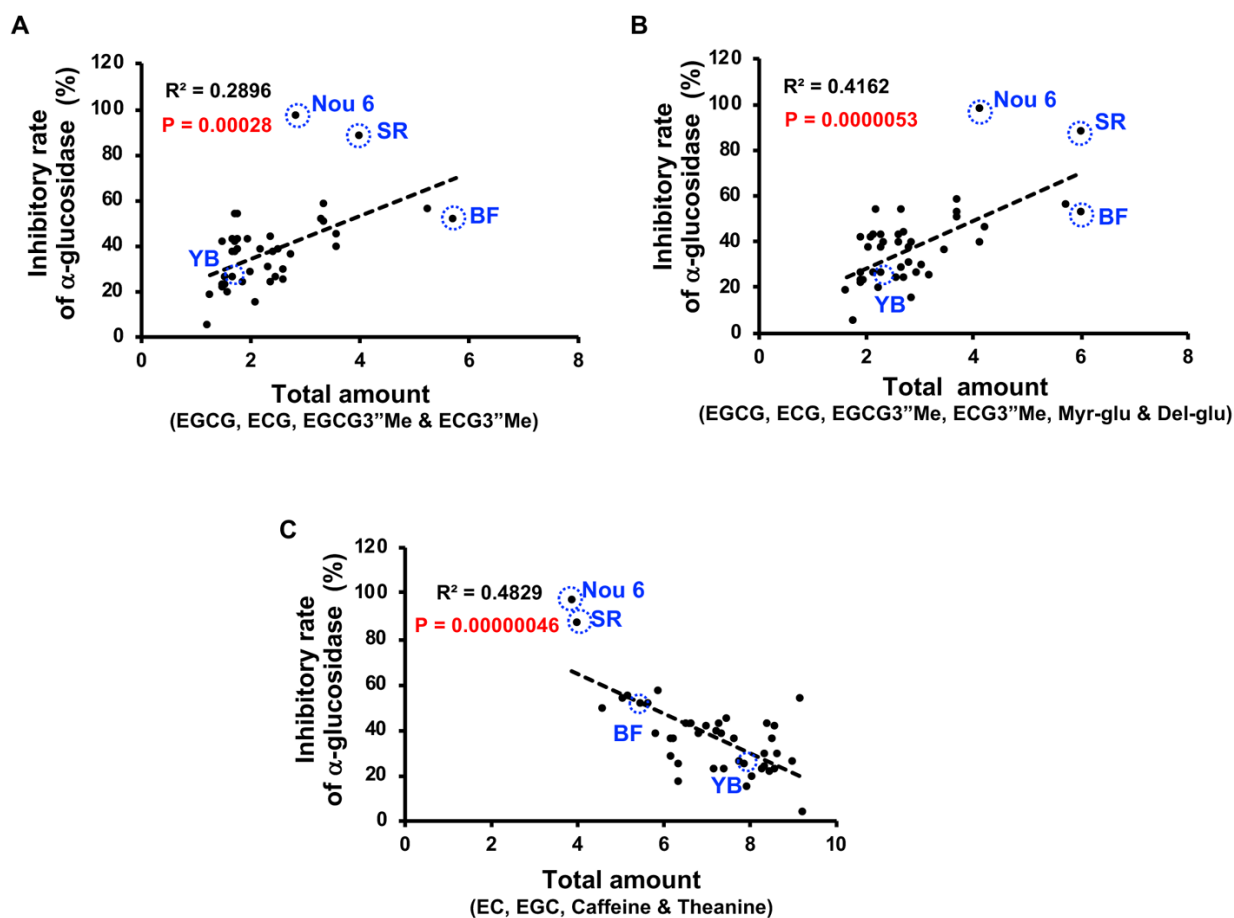 A
Inhibitory rate
of α-glucosidase (%)
120
100
80
60
40
20
0
R² = 0.2896
P = 0.00028
Nou 6
SR
BF
YB
0 2 4 6 8
Total amount
(EGCG, ECG, EGCG3”Me & ECG3”Me)
B
Inhibitory rate
of α-glucosidase (%)
120
100
80
60
40
20
0
R² = 0.4162
P = 0.0000053
Nou 6
SR
BF
YB
0 2 4 6 8
Total amount
(EGCG, ECG, EGCG3”Me, ECG3”Me, Myr-glu & Del-glu)
C
Inhibitory rate
of α-glucosidase (%)
120
100
80
60
40
20
0
R² = 0.4829
P = 0.00000046
Nou 6
SR
BF
YB
0 2 4 6 8 10
Total amount
(EC, EGC, Caffeine & Theanine)